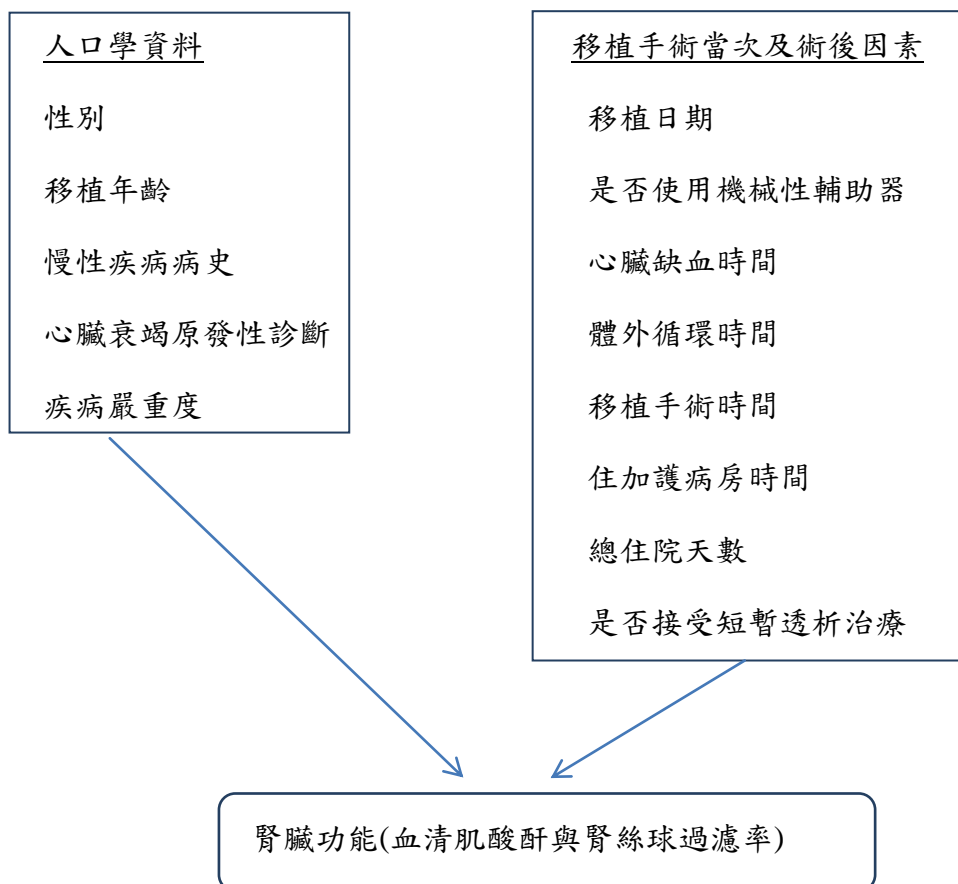 人口學資料
性別
移植年齡
慢性疾病病史
心臟衰竭原發性診斷
疾病嚴重度
移植手術當次及術後因素
移植日期
是否使用機械性輔助器
心臟缺血時間
體外循環時間
移植手術時間
住加護病房時間
總住院天數
是否接受短暫透析治療
腎臟功能(血清肌酸酐與腎絲球過濾率)